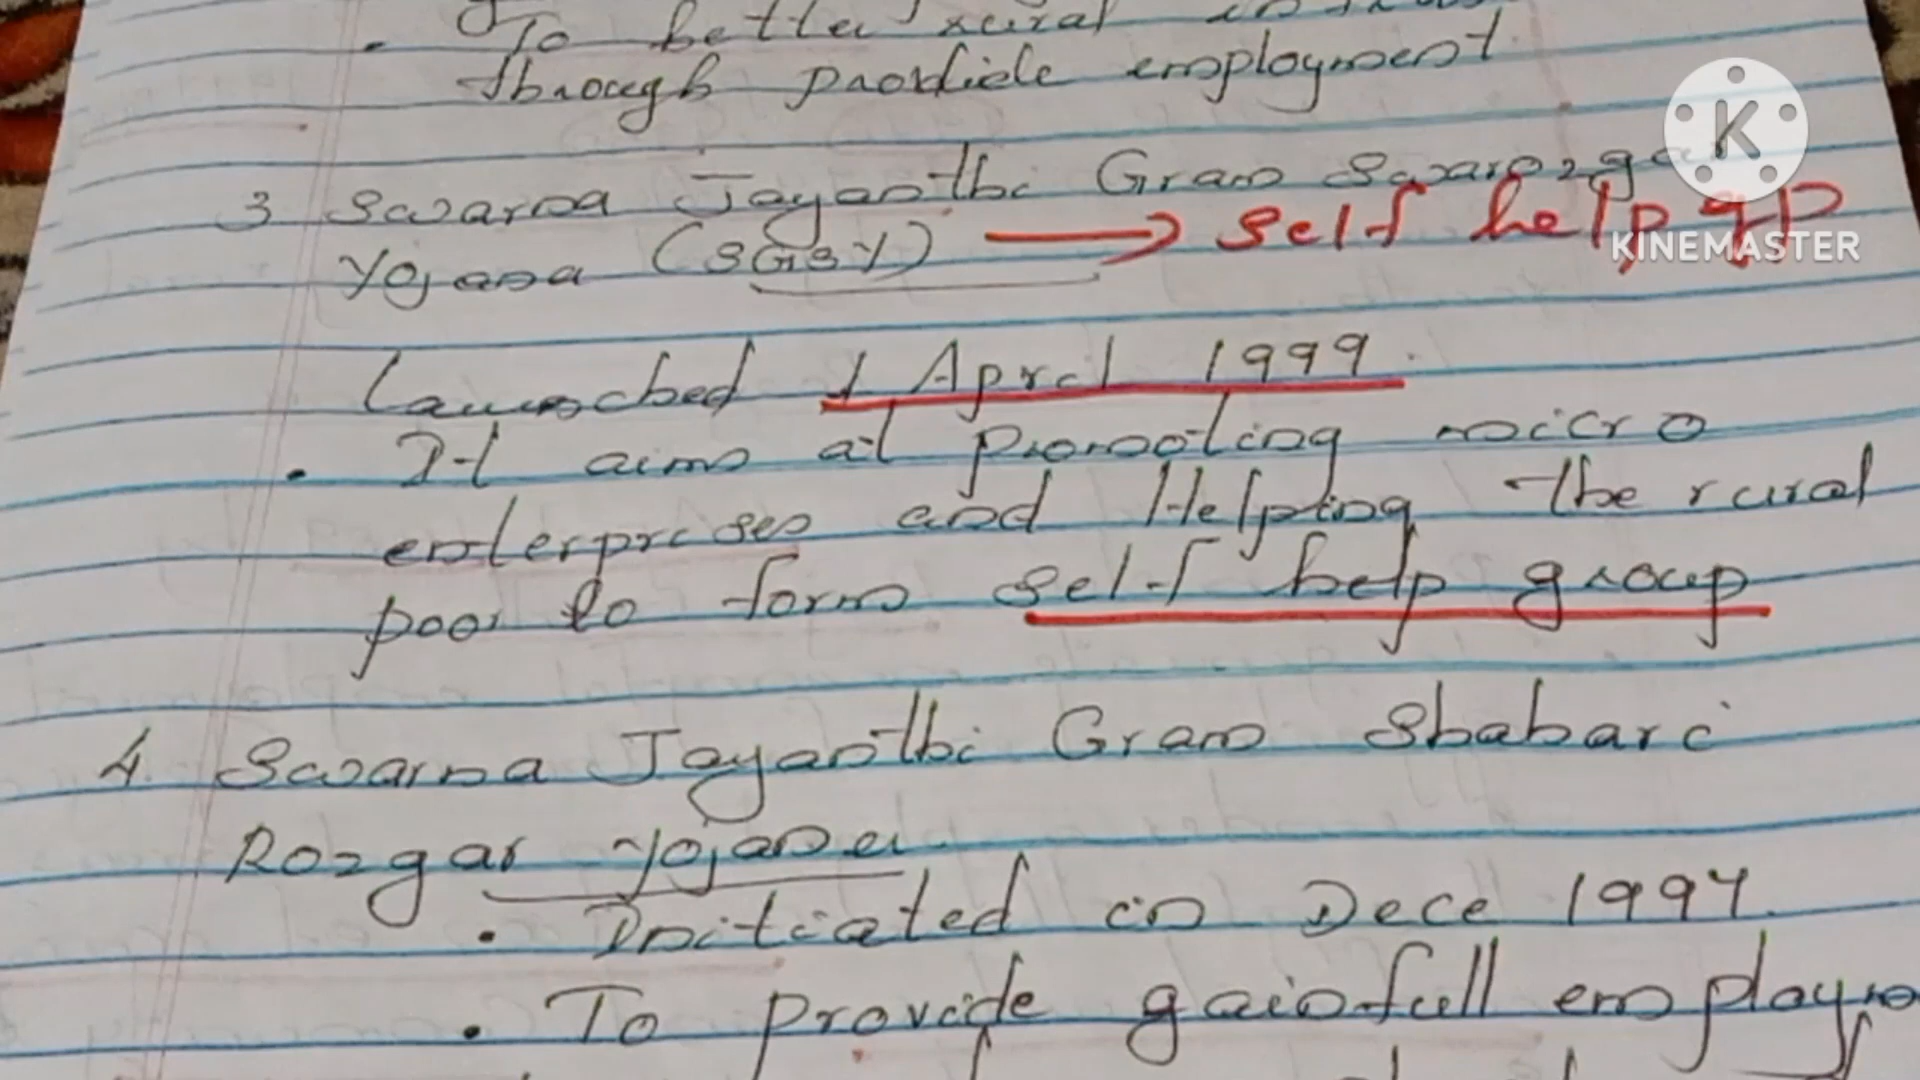 To better rural
through provide employment
3 Swarna Jayanthi Gram Swarozga
Yojana (SGSY) → Self help gp
KINEMASTER
Launched 1 April 1999.
• It aims at promoting micro
enterprises and Helping the rural
poor to form self help group
4. Swarna Jayanthi Gram Shahari
Rozgar Yojana
• Initiated in Dece 1997.
• To provide gainfull employm